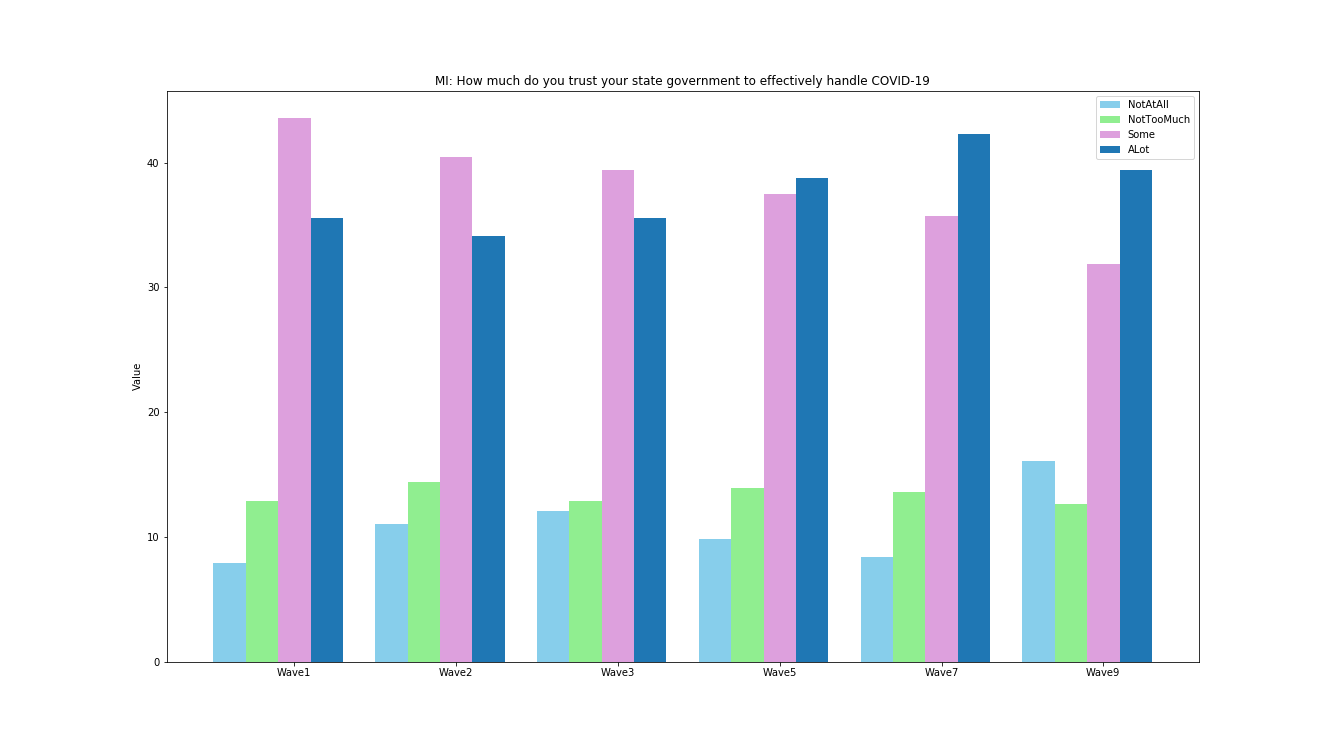 MI: How much do you trust your state government to effectively handle COVID-19
NotAtAll
NotTooMuch
Some
ALot
Value
40
30
20
10
0
Wave1 Wave2 Wave3 Wave5 Wave7 Wave9